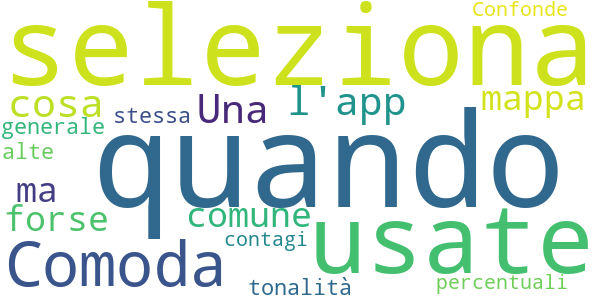 Confonde
seleziona
cosa
Una
l'app
mappa
generale
stessa
alte
quando
ma
forse
comune
usate
Comoda
contagi
tonalità
percentuali